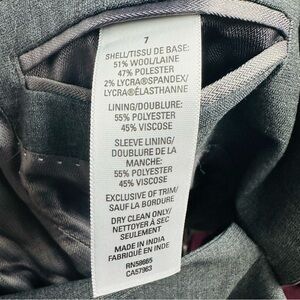 7
SHELL/TISSU DE BASE:
51% WOOL/LAINE
47% POLYESTER
2% LYCRA®SPANDEX/
LYCRA®ÉLASTHANNE
LINING/DOUBLURE:
55% POLYESTER
45% VISCOSE
SLEEVE LINING/
DOUBLURE DE LA
MANCHE:
55% POLYESTER
45% VISCOSE
EXCLUSIVE OF TRIM/
SAUF LA BORDURE
DRY CLEAN ONLY/
NETTOYER À SEC
SEULEMENT
MADE IN INDIA
FABRIQUÉ EN INDE
RN58665
CA57963